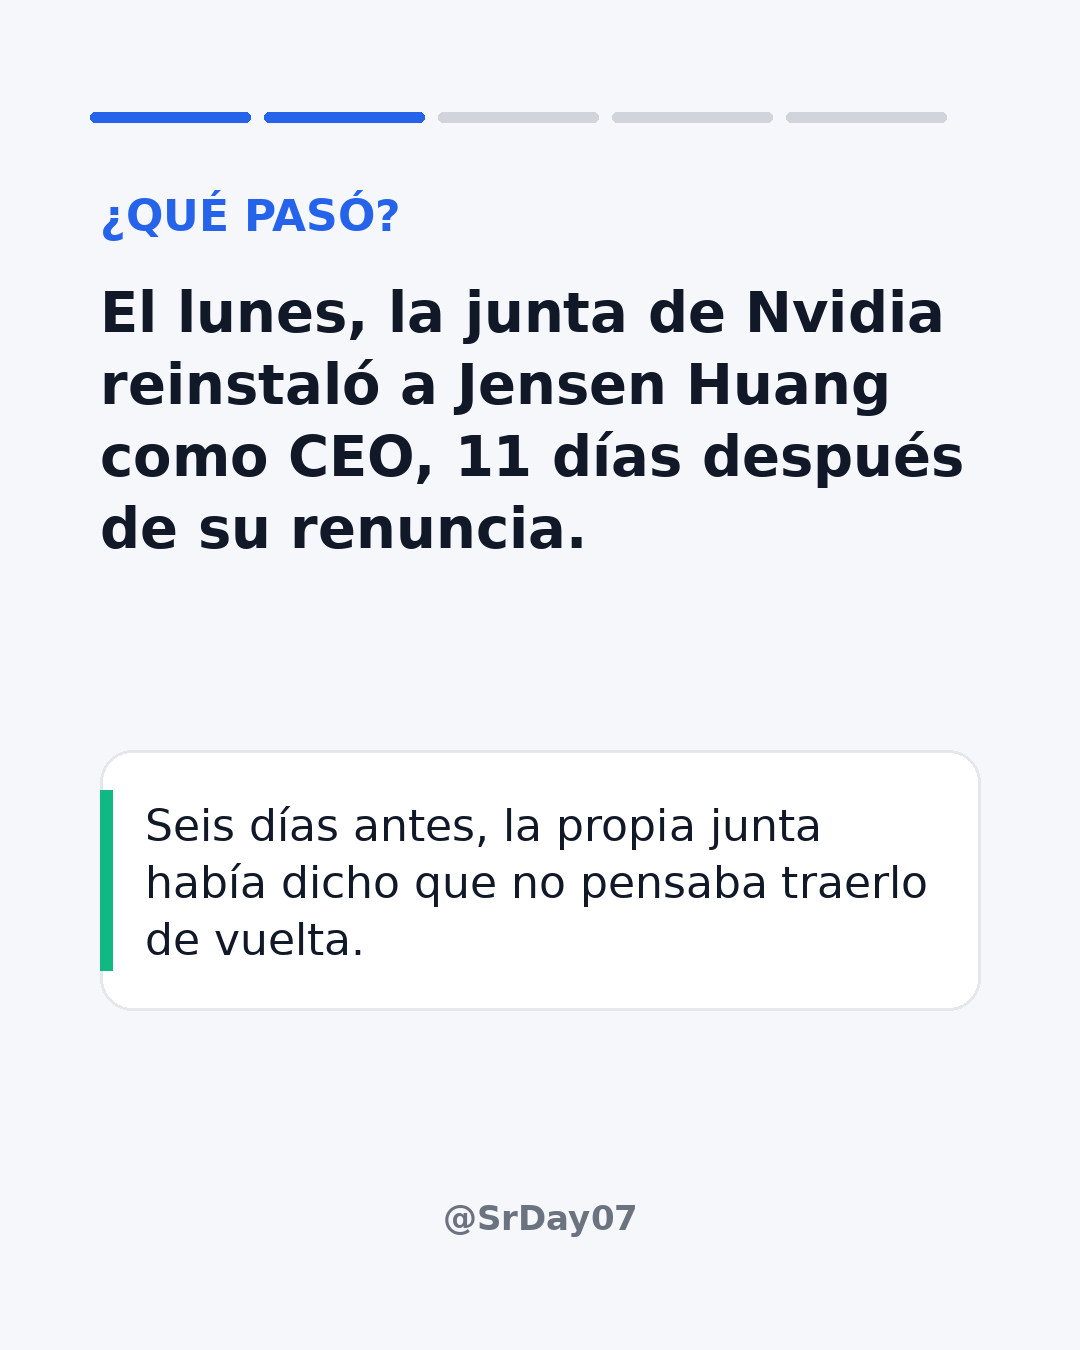 ¿QUÉ PASÓ?
El lunes, la junta de Nvidia
reinstaló a Jensen Huang
como CEO, 11 días después
de su renuncia.
Seis días antes, la propia junta
había dicho que no pensaba traerlo
de vuelta.
@SrDay07